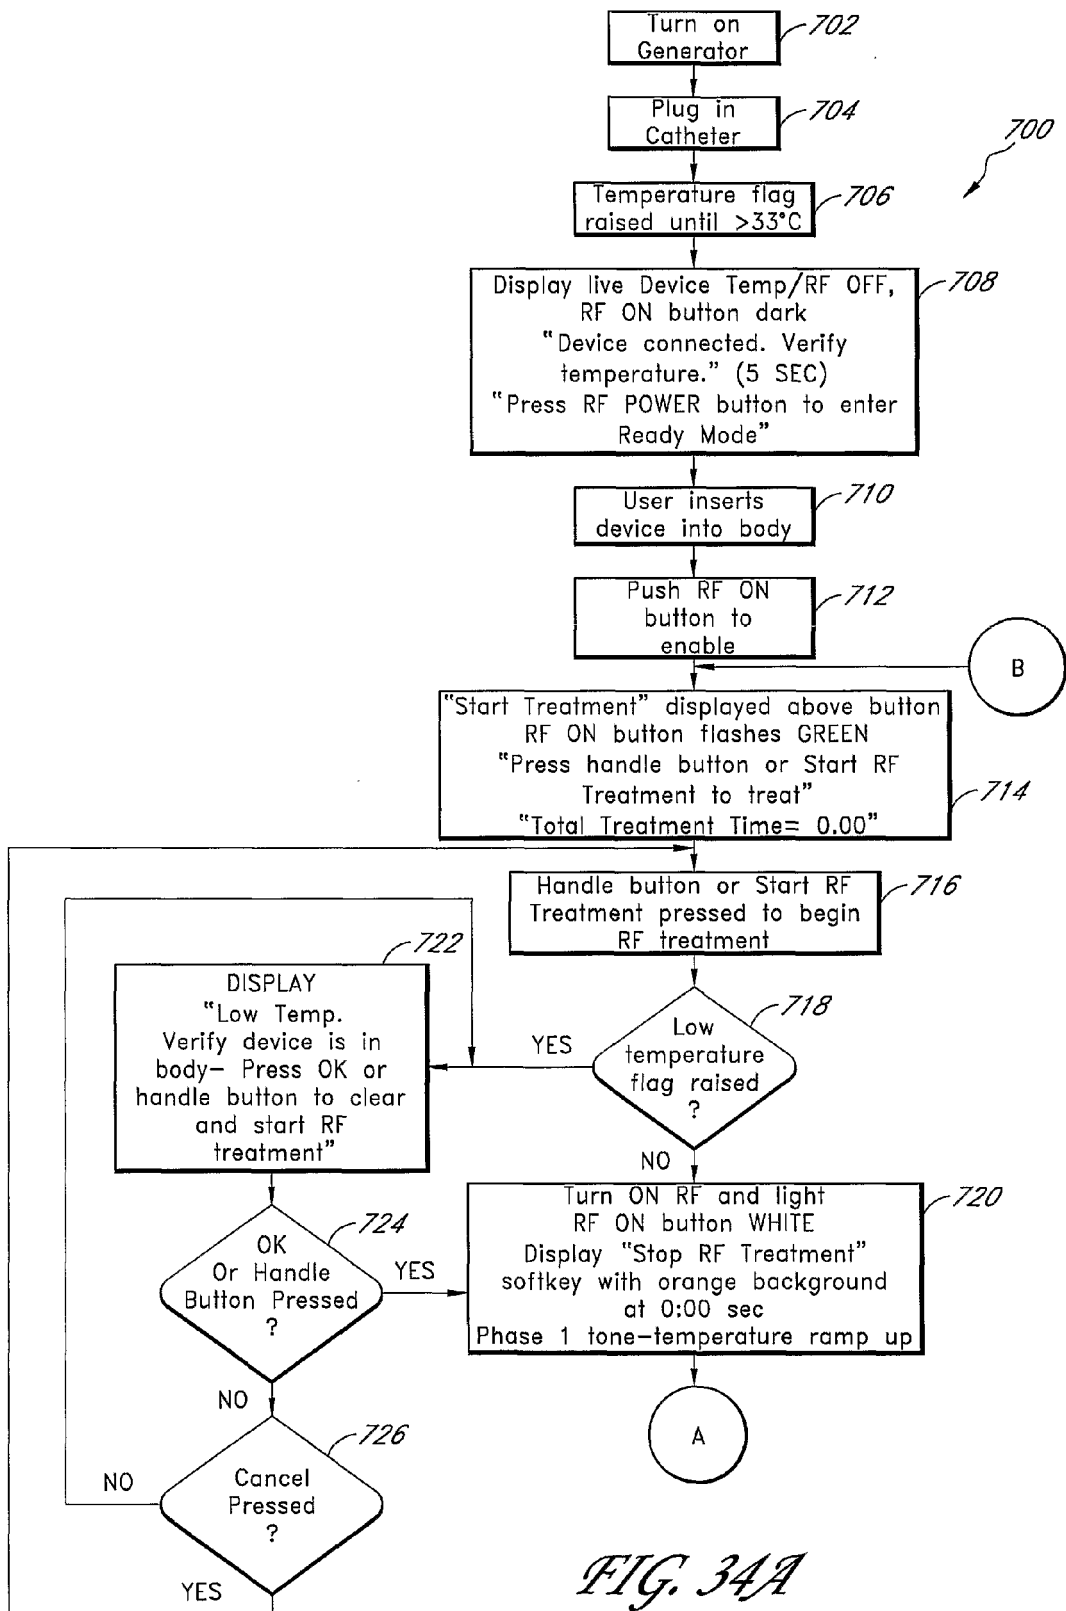 Turn on
Generator
702
Plug in
Catheter
704
700
Temperature flag
raised until >33°C
706
Display live Device Temp/RF OFF,
RF ON button dark
"Device connected. Verify
temperature." (5 SEC)
"Press RF POWER button to enter
Ready Mode"
708
User inserts
device into body
710
Push RF ON
button to
enable
712
B
"Start Treatment" displayed above button
RF ON button flashes GREEN
"Press handle button or Start RF
Treatment to treat"
"Total Treatment Time= 0.00"
714
Handle button or Start RF
Treatment pressed to begin
RF treatment
716
722
DISPLAY
"Low Temp.
Verify device is in
body– Press OK or
handle button to clear
and start RF
treatment"
YES
Low
temperature
flag raised
?
718
NO
724
OK
Or Handle
Button Pressed
?
YES
Turn ON RF and light
RF ON button WHITE
Display "Stop RF Treatment"
softkey with orange background
at 0:00 sec
Phase 1 tone–temperature ramp up
720
NO
A
726
Cancel
Pressed
?
NO
YES
FIG. 34A